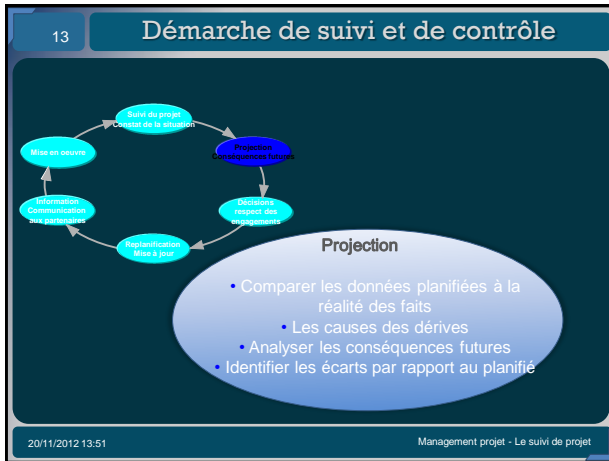 13
Démarche de suivi et de contrôle
Suivi du projet
Constat de la situation
Projection
Conséquences futures
Décisions
respect des
engagements
Replanification
Mise à jour
Information
Communication
aux partenaires
Mise en oeuvre
Projection
• Comparer les données planifiées à la
réalité des faits
• Les causes des dérives
• Analyser les conséquences futures
• Identifier les écarts par rapport au planifié
20/11/2012 13:51
Management projet - Le suivi de projet